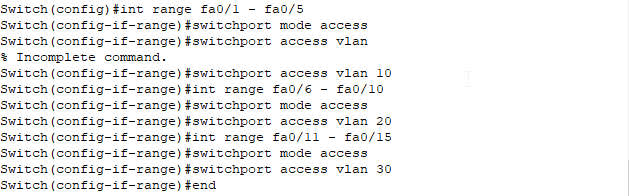 Switch(config)#int range fa0/1 - fa0/5
Switch(config-if-range)#switchport mode access
Switch(config-if-range)#switchport access vlan
% Incomplete command.
Switch(config-if-range)#switchport access vlan 10
Switch(config-if-range)#int range fa0/6 - fa0/10
Switch(config-if-range)#switchport mode access
Switch(config-if-range)#switchport access vlan 20
Switch(config-if-range)#int range fa0/11 - fa0/15
Switch(config-if-range)#switchport mode access
Switch(config-if-range)#switchport access vlan 30
Switch(config-if-range)#end